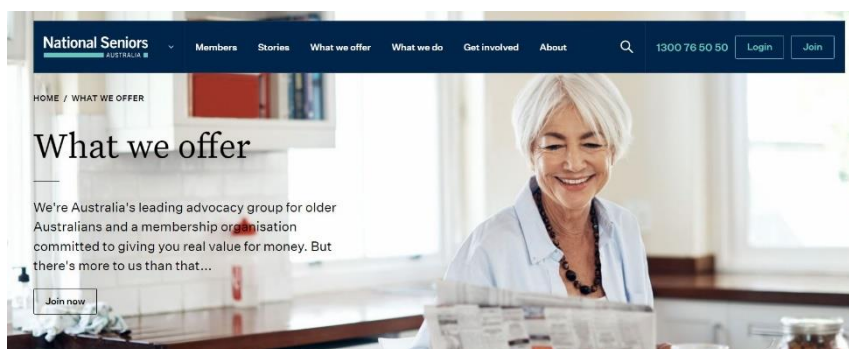 National Seniors
AUSTRALIA
Members Stories What we offer What we do Get involved About 1300 76 50 50 Login Join
HOME / WHAT WE OFFER
What we offer
We're Australia's leading advocacy group for older
Australians and a membership organisation
committed to giving you real value for money. But
there's more to us than that...
Join now